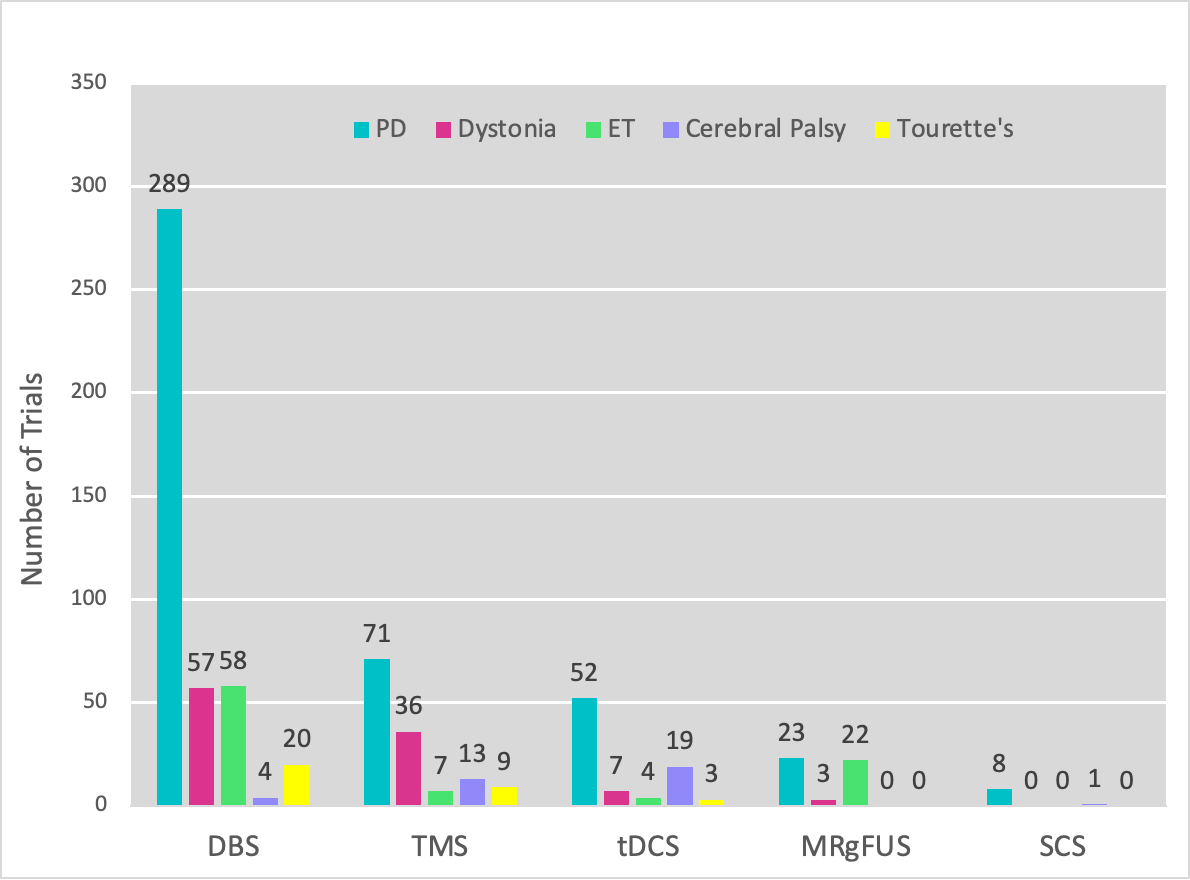 350
PD Dystonia ET Cerebral Palsy Tourette's
300
289
250
200
150
100
50
0
Number of Trials
57 58 4 20
71 36 7 13 9
52 7 4 19 3
23 3 22 0 0
8 0 0 1 0
DBS TMS tDCS MRgFUS SCS